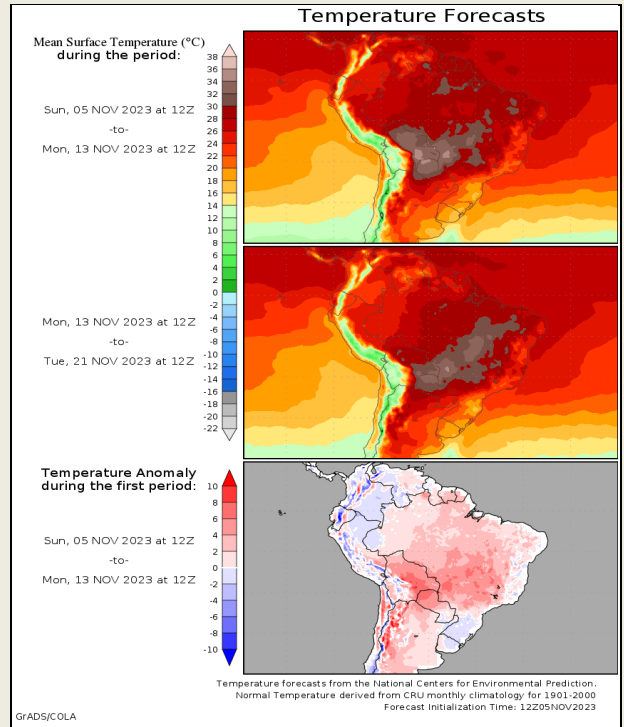 Temperature Forecasts
Mean Surface Temperature (°C)
during the period:
Sun, 05 NOV 2023 at 12Z
-to-
Mon, 13 NOV 2023 at 12Z
38
36
34
32
30
28
26
24
22
20
18
16
14
12
10
8
6
4
2
0
-2
-4
-6
-8
-10
-12
-14
-16
-18
-20
-22
Mon, 13 NOV 2023 at 12Z
-to-
Tue, 21 NOV 2023 at 12Z
Temperature Anomaly
during the first period:
Sun, 05 NOV 2023 at 12Z
-to-
Mon, 13 NOV 2023 at 12Z
10
8
6
4
2
0
-2
-4
-6
-8
-10
Temperature forecasts from the National Centers for Environmental Prediction.
Normal Temperature derived from CRU monthly climatology for 1901-2000
Forecast Initialization Time: 12Z05NOV2023
GrADS/COLA